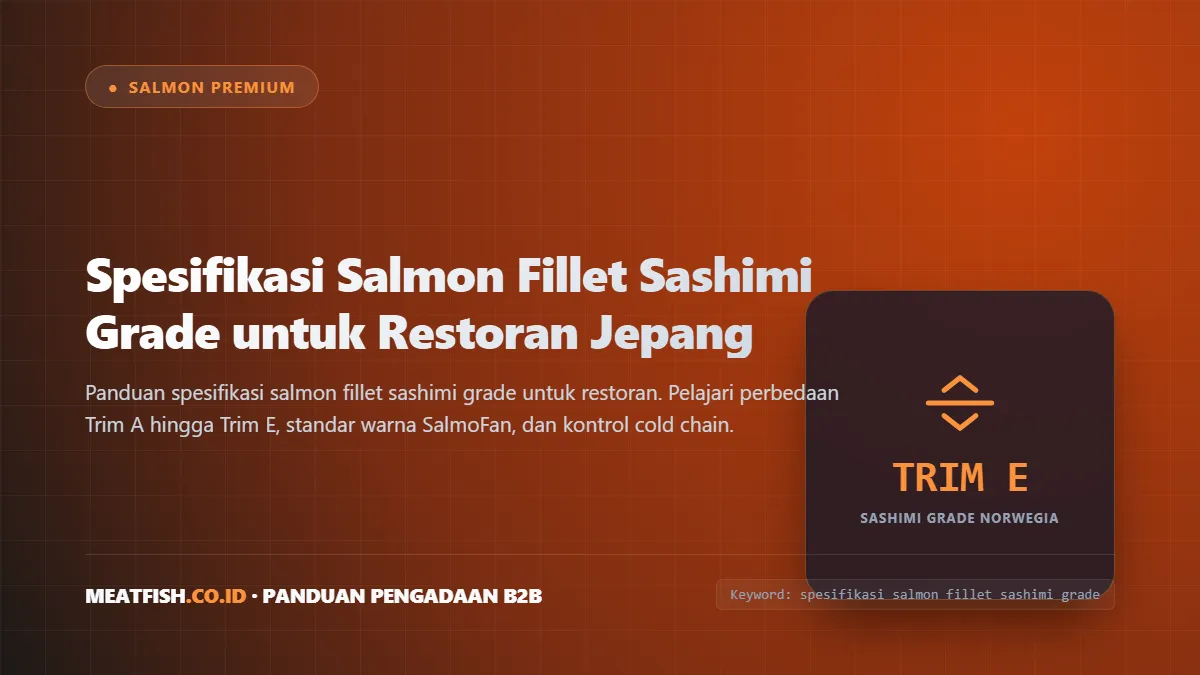 • SALMON PREMIUM
Spesifikasi Salmon Fillet Sashimi
Grade untuk Restoran Jepang
Panduan spesifikasi salmon fillet sashimi grade untuk restoran. Pelajari perbedaan
Trim A hingga Trim E, standar warna SalmoFan, dan kontrol cold chain.
TRIM E
SASHIMI GRADE NORWEGIA
MEATFISH.CO.ID · PANDUAN PENGADAAN B2B
Keyword: spesifikasi salmon fillet sashimi grade